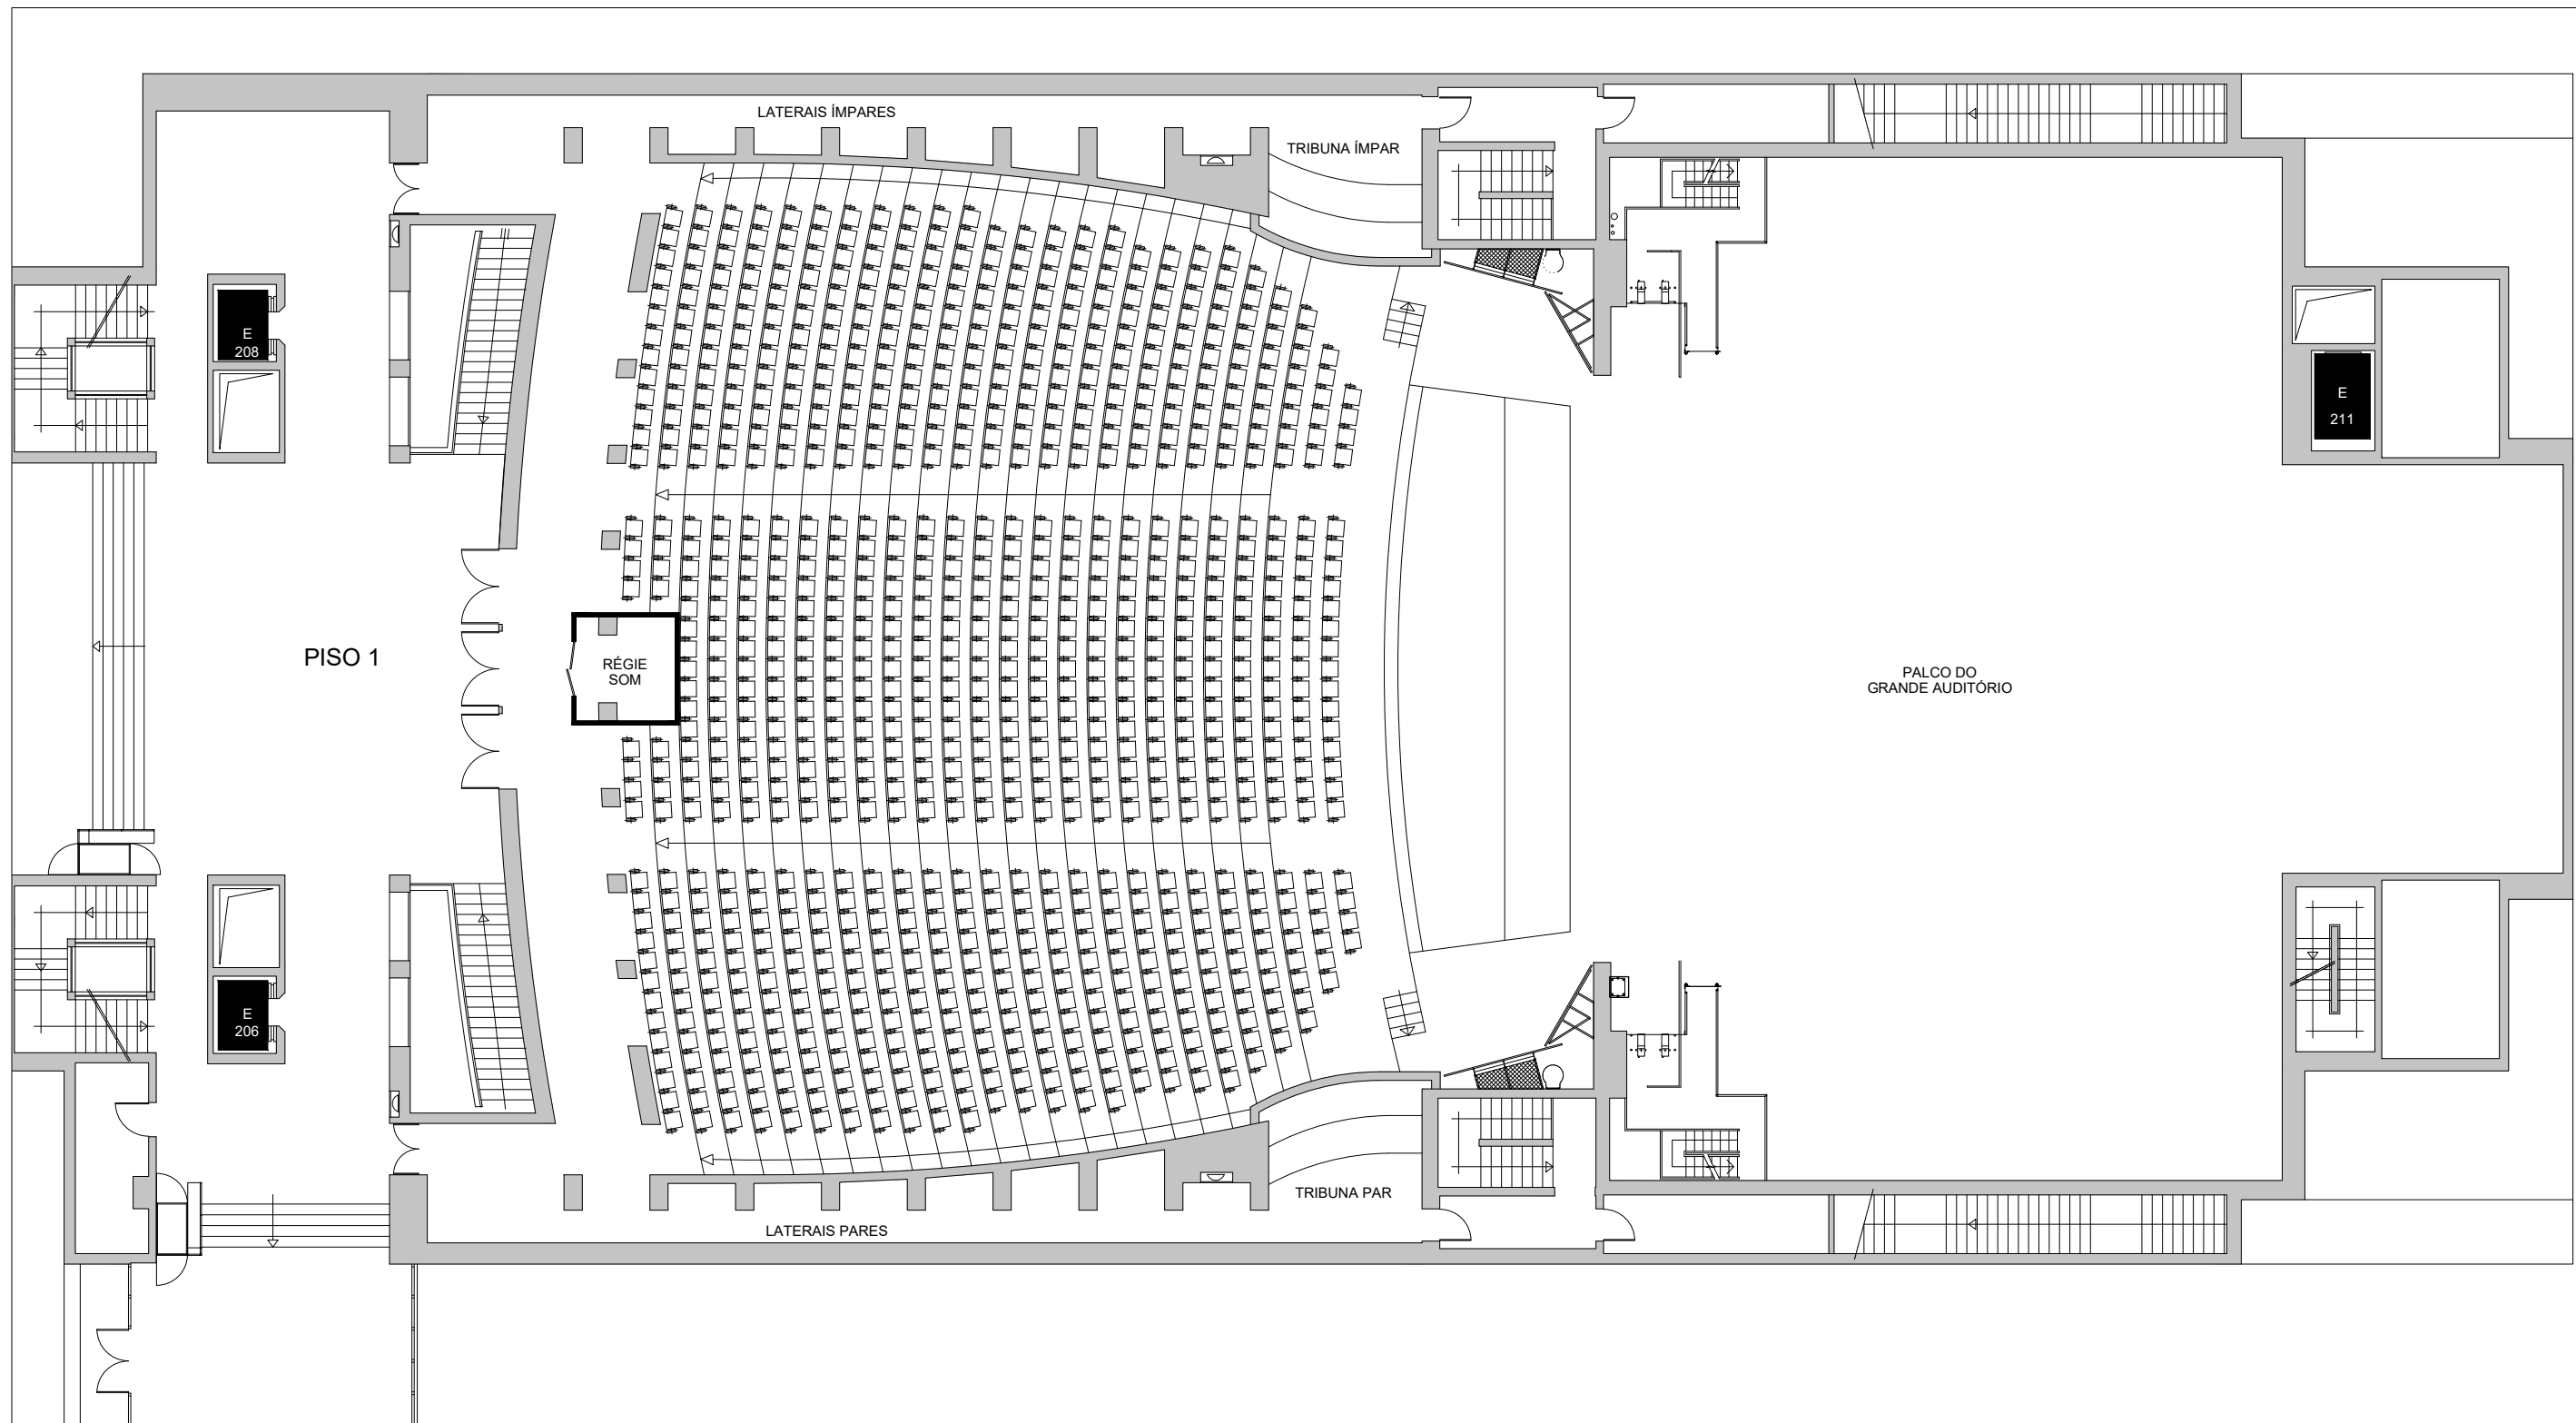 LATERAIS ÍMPARES
TRIBUNA ÍMPAR
E
208
E
211
PISO 1
RÉGIE
SOM
PALCO DO
GRANDE AUDITÓRIO
E
206
TRIBUNA PAR
LATERAIS PARES